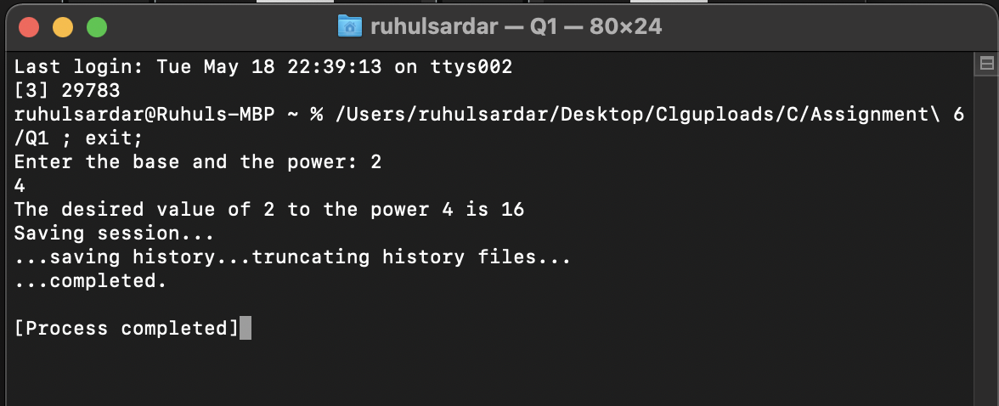 ruhulsardar — Q1 — 80×24
Last login: Tue May 18 22:39:13 on ttys002
[3] 29783
ruhulsardar@Ruhuls-MBP ~ % /Users/ruhulsardar/Desktop/Clguploads/C/Assignment\ 6
/Q1 ; exit;
Enter the base and the power: 2
4
The desired value of 2 to the power 4 is 16
Saving session...
...saving history...truncating history files...
...completed.
[Process completed]